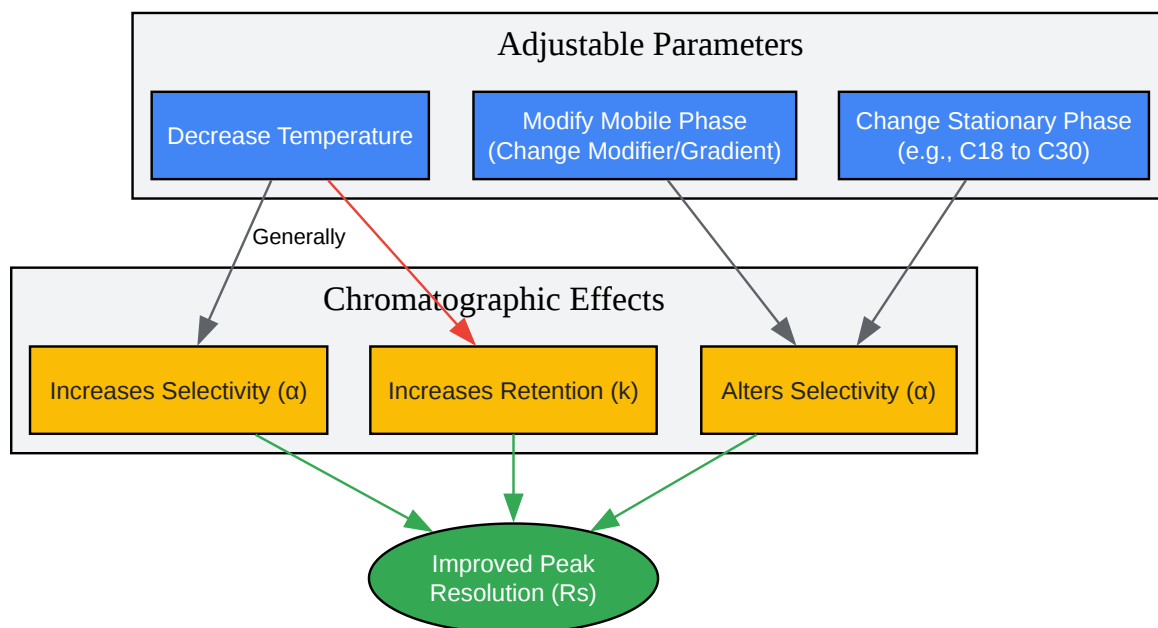 Adjustable Parameters
Decrease Temperature
Modify Mobile Phase
(Change Modifier/Gradient)
Change Stationary Phase
(e.g., C18 to C30)
Generally
Chromatographic Effects
Increases Selectivity (α)
Increases Retention (k)
Alters Selectivity (α)
Improved Peak
Resolution (Rs)